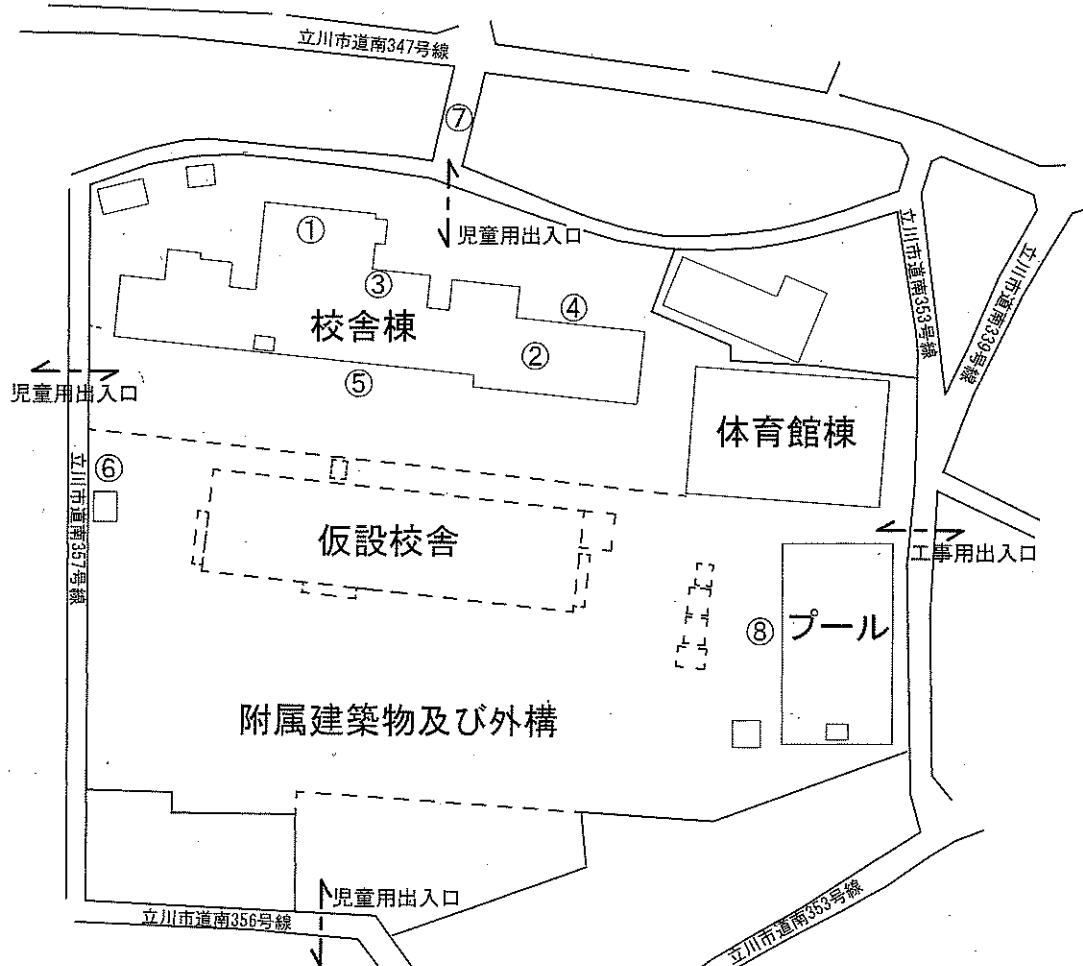 立川市道南347号線
⑦
児童用出入口
①
③
④
校舎棟
②
⑤
児童用出入口
立川市道南353号線
立川市道南339号線
体育館棟
⑥
立川市道南357号線
仮設校舎
工事用出入口
⑧
プール
附属建築物及び外構
児童用出入口
立川市道南356号線
立川市道南353号線